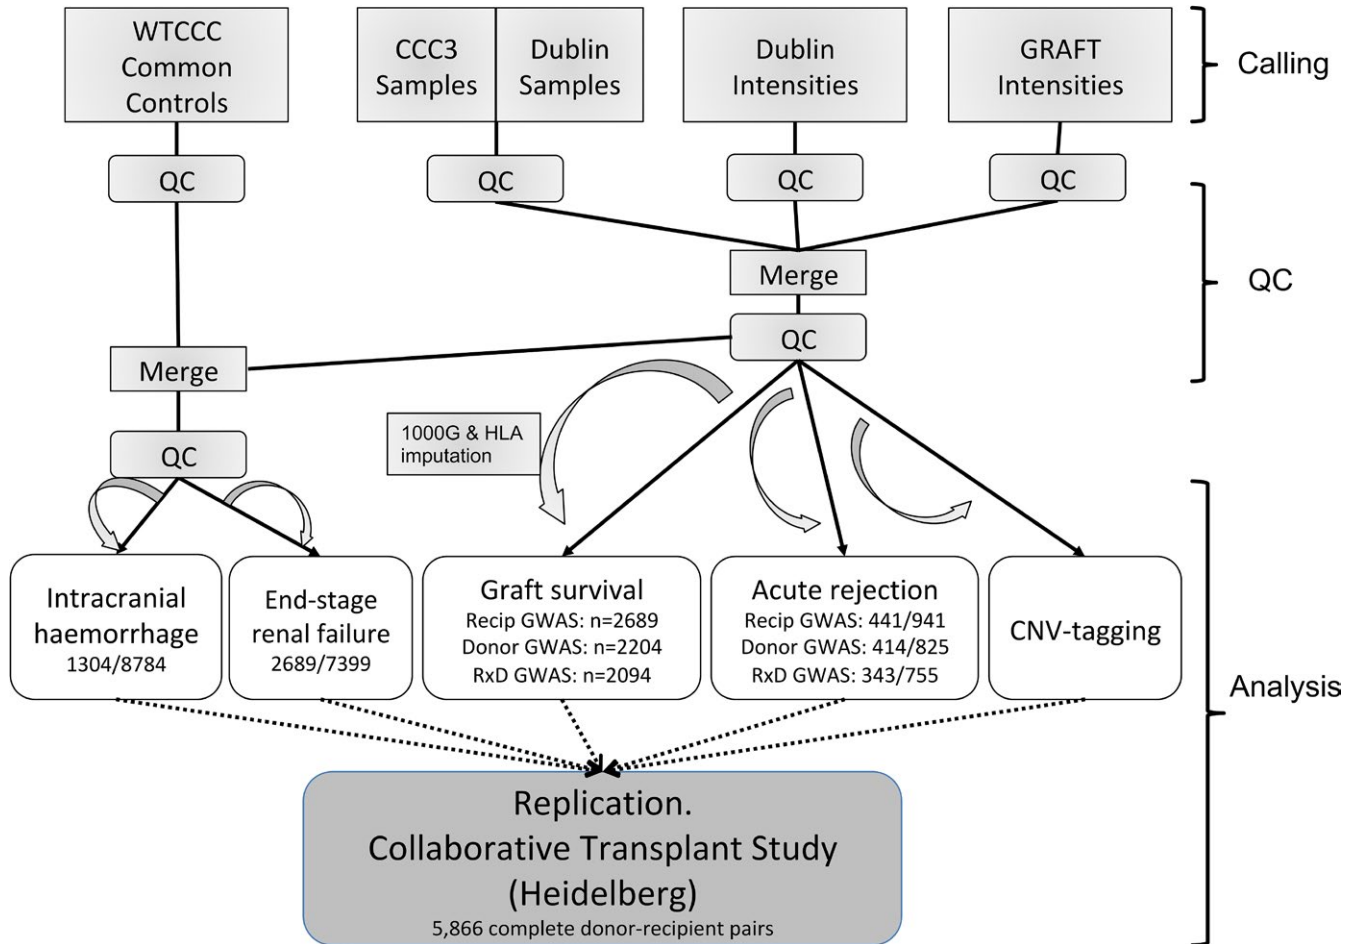 WTCCC
Common
Controls
CCC3
Samples
Dublin
Samples
Dublin
Intensities
GRAFT
Intensities
Calling
QC
QC
QC
QC
Merge
QC
QC
Merge
1000G & HLA
imputation
QC
Intracranial
haemorrhage
1304/8784
End-stage
renal failure
2689/7399
Graft survival
Recip GWAS: n=2689
Donor GWAS: n=2204
RxD GWAS: n=2094
Acute rejection
Recip GWAS: 441/941
Donor GWAS: 414/825
RxD GWAS: 343/755
CNV-tagging
Analysis
Replication.
Collaborative Transplant Study
(Heidelberg)
5,866 complete donor-recipient pairs